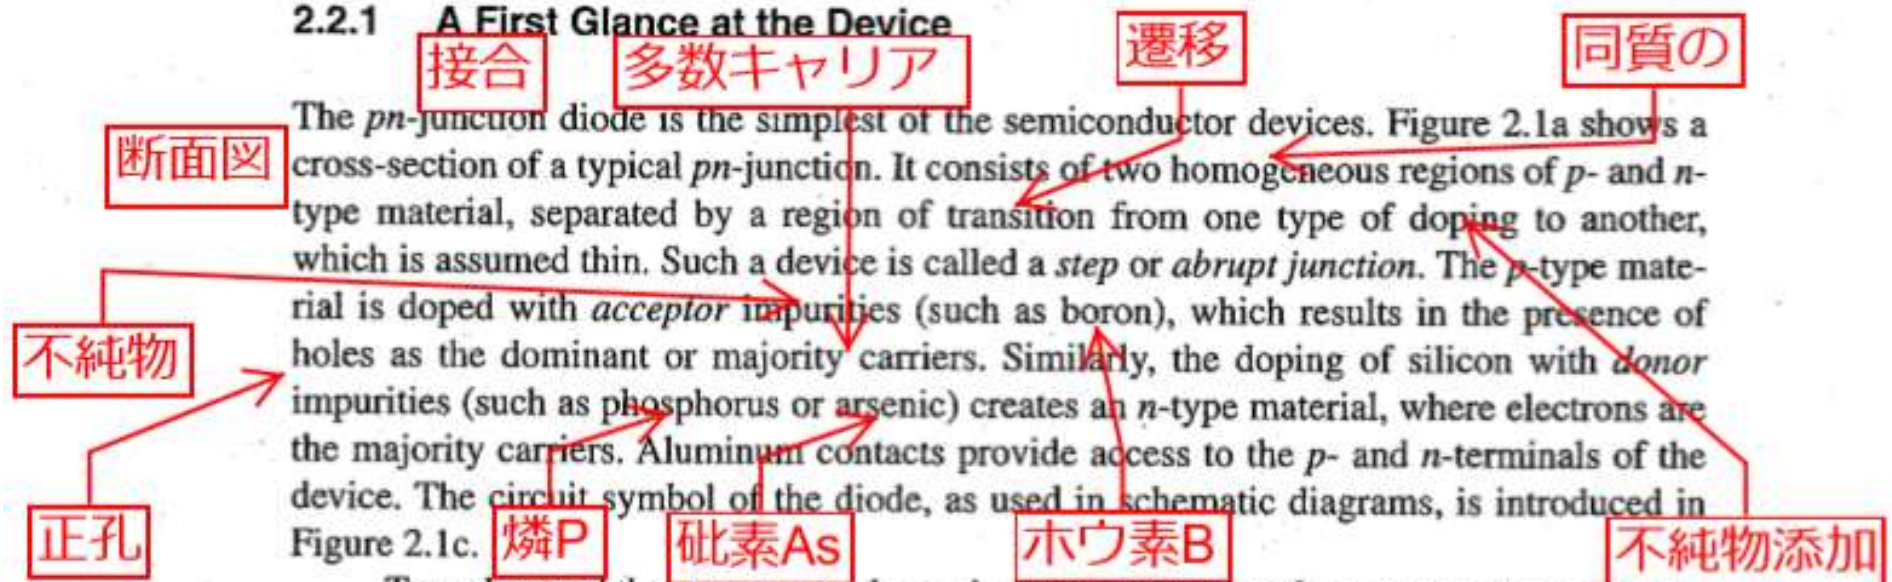 2.2.1 A First Glance at the Device
接合
多数キャリア
遷移
同質の
The pn-junction diode is the simplest of the semiconductor devices. Figure 2.1a shows a
断面図
cross-section of a typical pn-junction. It consists of two homogeneous regions of p- and n-
type material, separated by a region of transition from one type of doping to another,
which is assumed thin. Such a device is called a step or abrupt junction. The p-type mate-
rial is doped with acceptor impurities (such as boron), which results in the presence of
不純物
holes as the dominant or majority carriers. Similarly, the doping of silicon with donor
impurities (such as phosphorus or arsenic) creates an n-type material, where electrons are
the majority carriers. Aluminum contacts provide access to the p- and n-terminals of the
device. The circuit symbol of the diode, as used in schematic diagrams, is introduced in
Figure 2.1c.
正孔
燐P
砒素As
ホウ素B
不純物添加